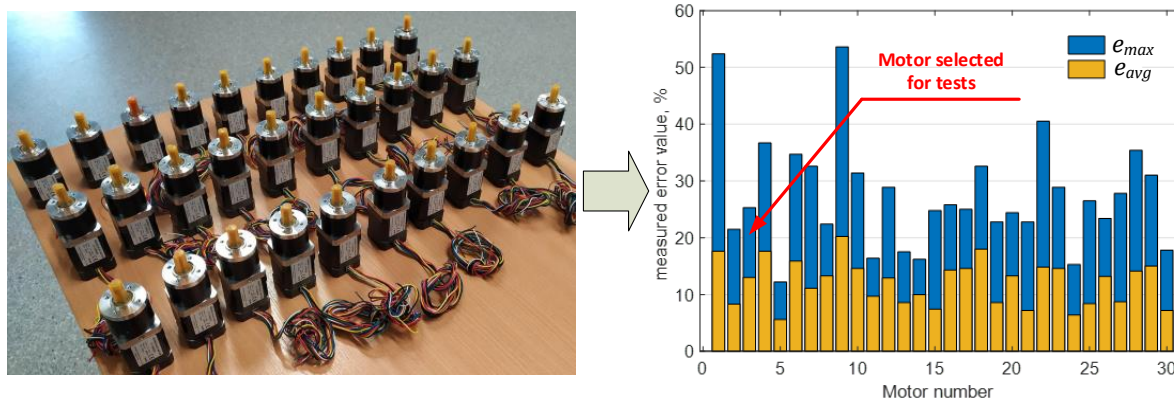 60
50
40
30
20
10
0
measured error value, %
Motor selected
for tests
e_max
e_avg
0 5 10 15 20 25 30
Motor number